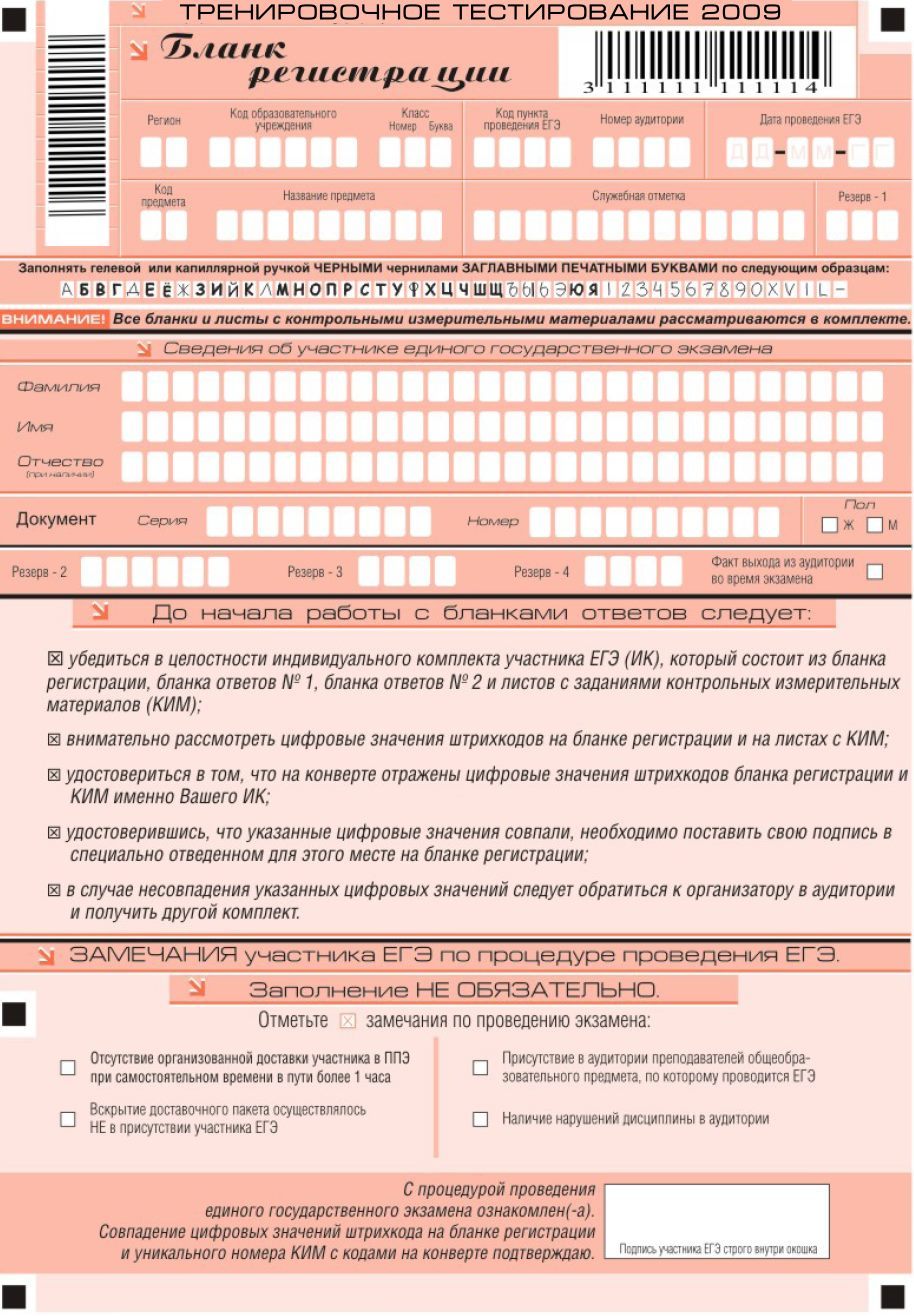 ТРЕНИРОВОЧНОЕ ТЕСТИРОВАНИЕ 2009
Бланк
регистрации
3 111111 111114
Регион
Код образовательного
учреждения
Класс
Номер Буква
Код пункта
проведения ЕГЭ
Номер аудитории
Дата проведения ЕГЭ
Д Д - М М - Г Г
Код
предмета
Название предмета
Служебная отметка
Резерв - 1
Заполнять гелевой или капиллярной ручкой ЧЕРНЫМИ чернилами ЗАГЛАВНЫМИ ПЕЧАТНЫМИ БУКВАМИ по следующим образцам:
А Б В Г Д Е Ё Ж З И Й К Л М Н О П Р С Т У Ф Х Ц Ч Ш Щ Ъ Ы Ь Э Ю Я 1 2 3 4 5 6 7 8 9 0 X V I L -
ВНИМАНИЕ! Все бланки и листы с контрольными измерительными материалами рассматриваются в комплекте.
Сведения об участнике единого государственного экзамена
Фамилия
Имя
Отчество
(при наличии)
Документ Серия Номер
Пол
Ж М
Резерв - 2 Резерв - 3 Резерв - 4
Факт выхода из аудитории
во время экзамена
До начала работы с бланками ответов следует:
☒ убедиться в целостности индивидуального комплекта участника ЕГЭ (ИК), который состоит из бланка
регистрации, бланка ответов № 1, бланка ответов № 2 и листов с заданиями контрольных измерительных
материалов (КИМ);
☒ внимательно рассмотреть цифровые значения штрихкодов на бланке регистрации и на листах с КИМ;
☒ удостовериться в том, что на конверте отражены цифровые значения штрихкодов бланка регистрации и
КИМ именно Вашего ИК;
☒ удостоверившись, что указанные цифровые значения совпали, необходимо поставить свою подпись в
специально отведенном для этого месте на бланке регистрации;
☒ в случае несовпадения указанных цифровых значений следует обратиться к организатору в аудитории
и получить другой комплект.
ЗАМЕЧАНИЯ участника ЕГЭ по процедуре проведения ЕГЭ.
Заполнение НЕ ОБЯЗАТЕЛЬНО.
Отметьте ☒ замечания по проведению экзамена:
Отсутствие организованной доставки участника в ППЭ
при самостоятельном времени в пути более 1 часа
Вскрытие доставочного пакета осуществлялось
НЕ в присутствии участника ЕГЭ
Присутствие в аудитории преподавателей общеобра-
зовательного предмета, по которому проводится ЕГЭ
Наличие нарушений дисциплины в аудитории
С процедурой проведения
единого государственного экзамена ознакомлен(-а).
Совпадение цифровых значений штрихкода на бланке регистрации
и уникального номера КИМ с кодами на конверте подтверждаю.
Подпись участника ЕГЭ строго внутри окошка